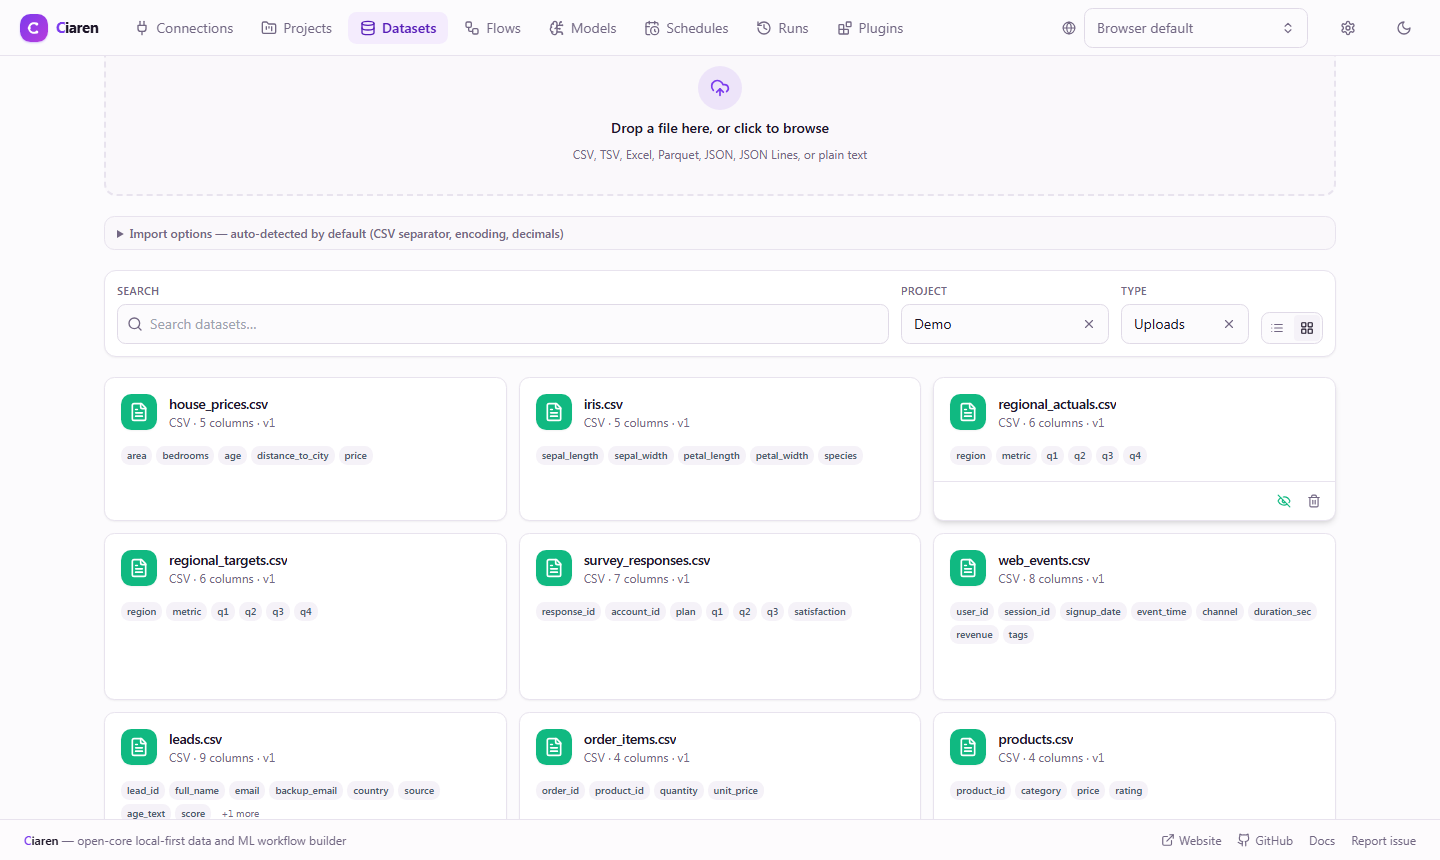 C Ciaren Connections Projects Datasets Flows Models Schedules Runs Plugins Browser default
Drop a file here, or click to browse
CSV, TSV, Excel, Parquet, JSON, JSON Lines, or plain text
Import options — auto-detected by default (CSV separator, encoding, decimals)
SEARCH PROJECT TYPE
Search datasets... Demo Uploads
house_prices.csv
CSV · 5 columns · v1
area bedrooms age distance_to_city price
iris.csv
CSV · 5 columns · v1
sepal_length sepal_width petal_length petal_width species
regional_actuals.csv
CSV · 6 columns · v1
region metric q1 q2 q3 q4
regional_targets.csv
CSV · 6 columns · v1
region metric q1 q2 q3 q4
survey_responses.csv
CSV · 7 columns · v1
response_id account_id plan q1 q2 q3 satisfaction
web_events.csv
CSV · 8 columns · v1
user_id session_id signup_date event_time channel duration_sec
revenue tags
leads.csv
CSV · 9 columns · v1
lead_id full_name email backup_email country source
age_text score +1 more
order_items.csv
CSV · 4 columns · v1
order_id product_id quantity unit_price
products.csv
CSV · 4 columns · v1
product_id category price rating
Ciaren — open-core local-first data and ML workflow builder Website GitHub Docs Report issue